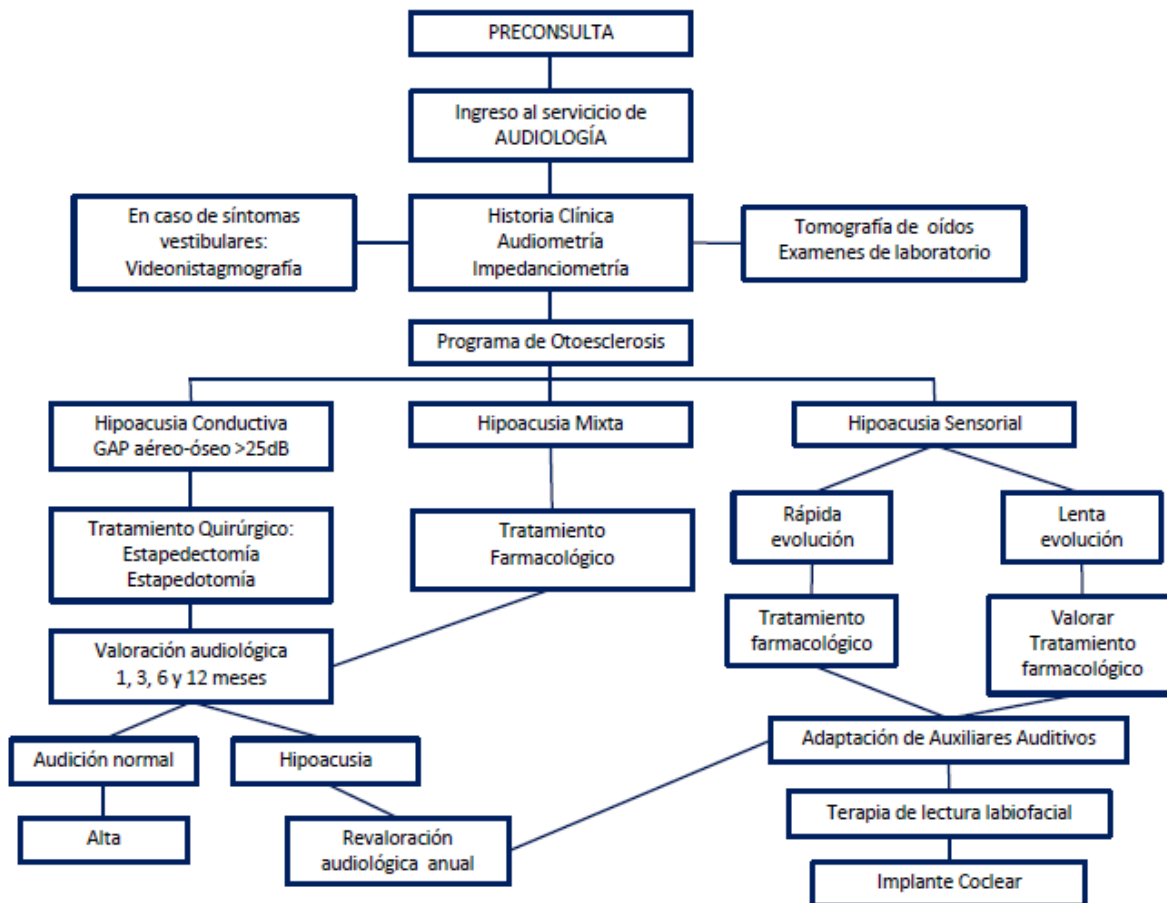 PRECONSULTA
Ingreso al servicicio de
AUDIOLOGÍA
En caso de síntomas
vestibulares:
Videonistagmografía
Historia Clínica
Audiometría
Impedanciometría
Tomografía de oídos
Examenes de laboratorio
Programa de Otoesclerosis
Hipoacusia Conductiva
GAP aéreo-óseo >25dB
Hipoacusia Mixta
Hipoacusia Sensorial
Tratamiento Quirúrgico:
Estapedectomía
Estapedotomía
Tratamiento
Farmacológico
Rápida
evolución
Lenta
evolución
Valoración audiológica
1, 3, 6 y 12 meses
Tratamiento
farmacológico
Valorar
Tratamiento
farmacológico
Audición normal
Hipoacusia
Adaptación de Auxiliares Auditivos
Alta
Revaloración
audiológica anual
Terapia de lectura labiofacial
Implante Coclear